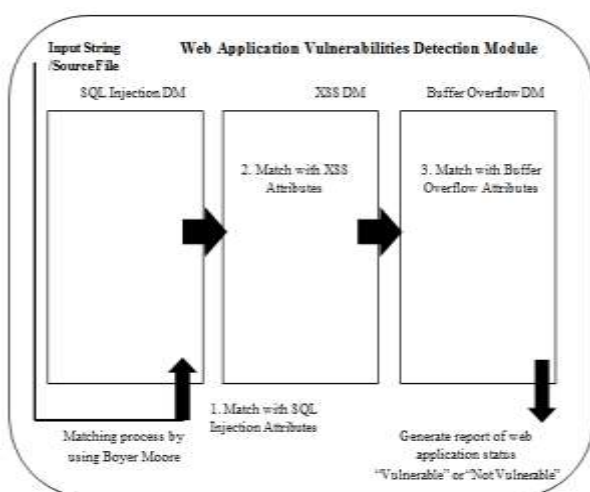 Input String
/SourceFile
Web Application Vulnerabilities Detection Module
SQL Injection DM
XSS DM
Buffer Overflow DM
2. Match with XSS
Attributes
3. Match with Buffer
Overflow Attributes
1. Match with SQL
Injection Attributes
Matching process by
using Boyer Moore
Generate report of web
application status
“Vulnerable” or “Not Vulnerable”